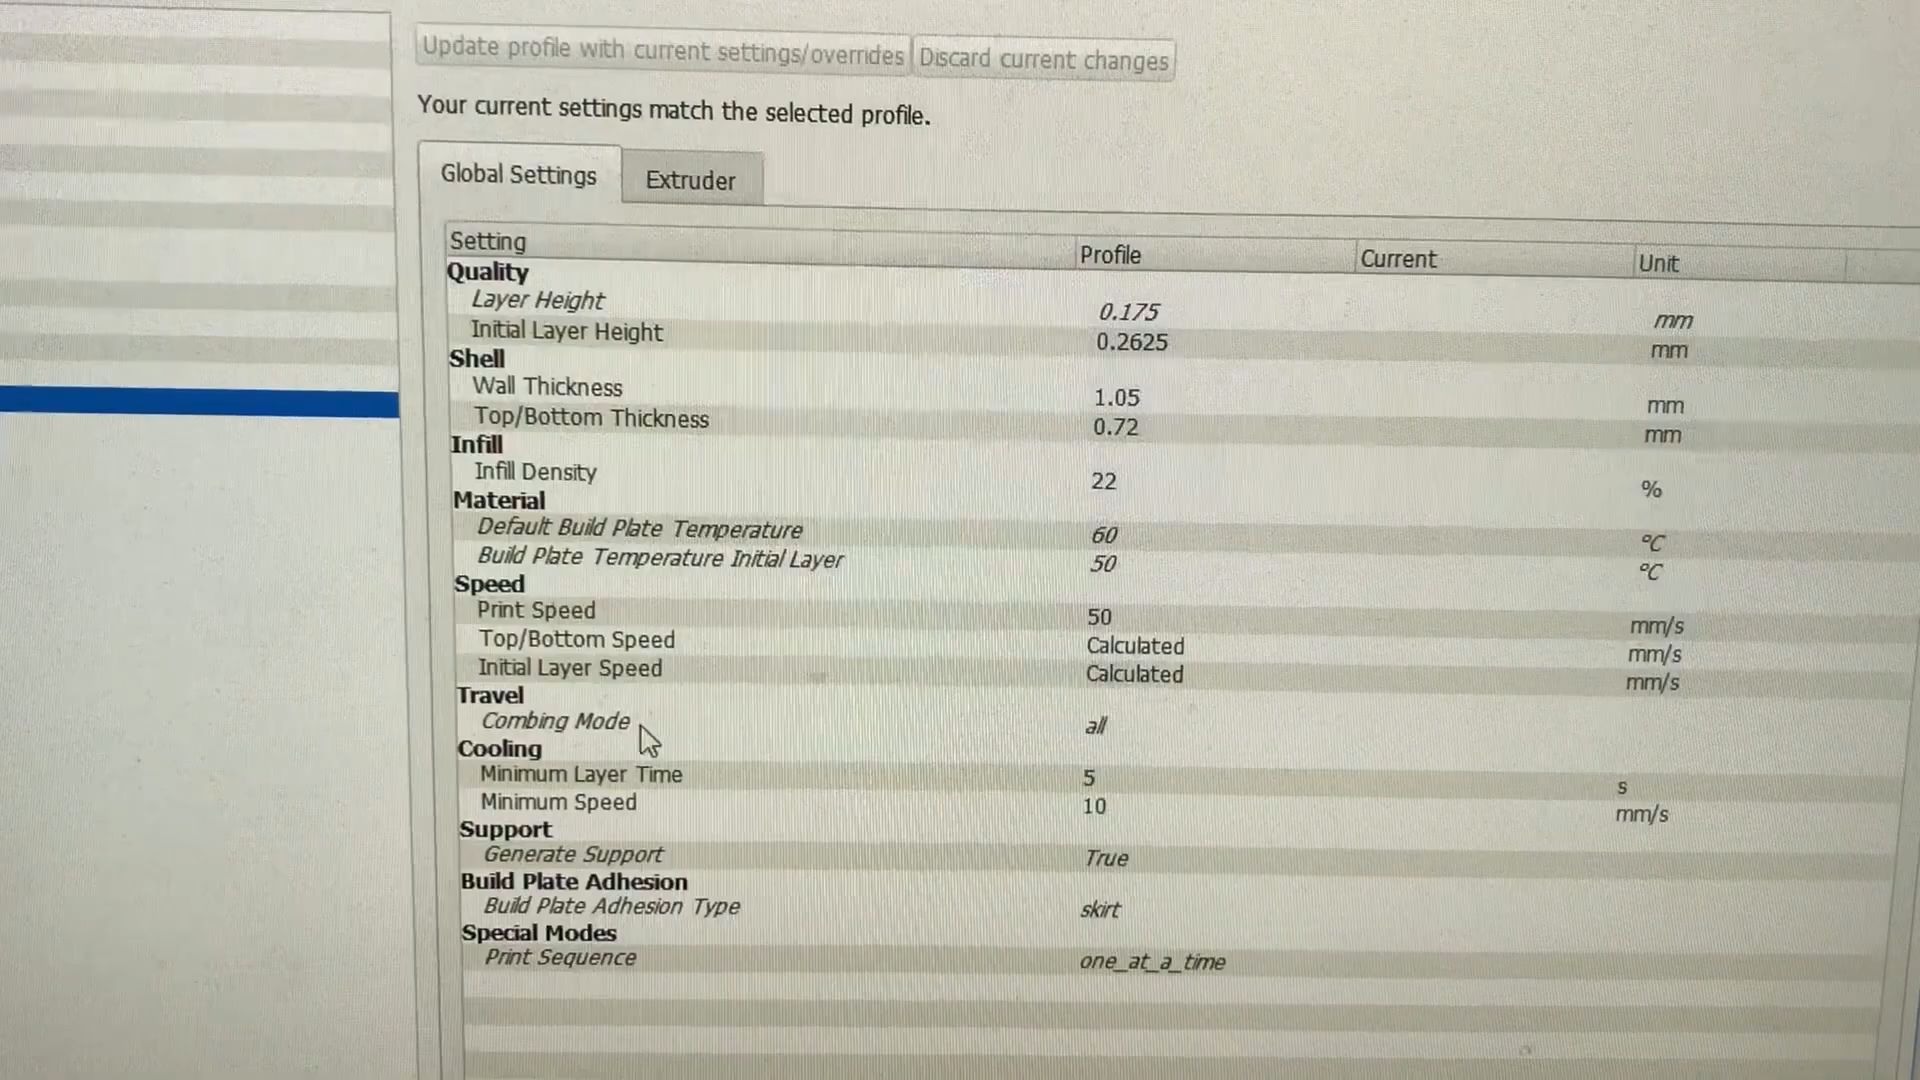 Update profile with current settings/overrides Discard current changes
Your current settings match the selected profile.
Global Settings Extruder
Setting Profile Current Unit
Quality
Layer Height 0.175 mm
Initial Layer Height 0.2625 mm
Shell
Wall Thickness 1.05 mm
Top/Bottom Thickness 0.72 mm
Infill
Infill Density 22 %
Material
Default Build Plate Temperature 60 °C
Build Plate Temperature Initial Layer 50 °C
Speed
Print Speed 50 mm/s
Top/Bottom Speed Calculated mm/s
Initial Layer Speed Calculated mm/s
Travel
Combing Mode all
Cooling
Minimum Layer Time 5 s
Minimum Speed 10 mm/s
Support
Generate Support True
Build Plate Adhesion
Build Plate Adhesion Type skirt
Special Modes
Print Sequence one_at_a_time